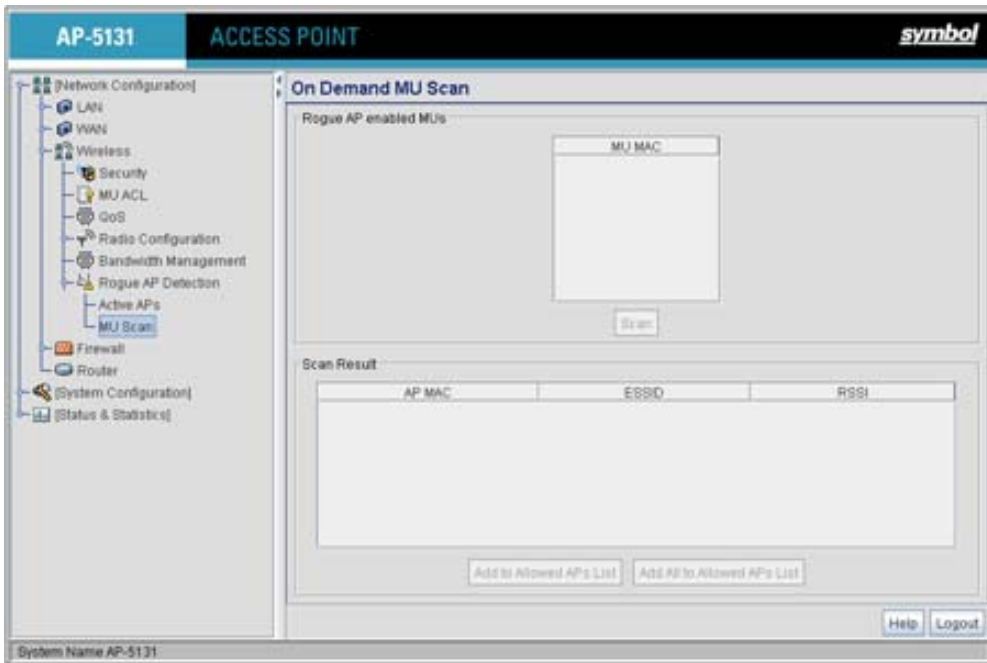 AP-5131
ACCESS POINT
symbol
[Network Configuration]
LAN
WAN
Wireless
Security
MU ACL
QoS
Radio Configuration
Bandwidth Management
Rogue AP Detection
Active APs
MU Scan
Firewall
Router
[System Configuration]
[Status & Statistics]
On Demand MU Scan
Rogue AP enabled MUs
MU MAC
Scan
Scan Result
AP MAC ESSID RSSI
Add to Allowed APs List Add All to Allowed APs List
Help Logout
System Name AP-5131